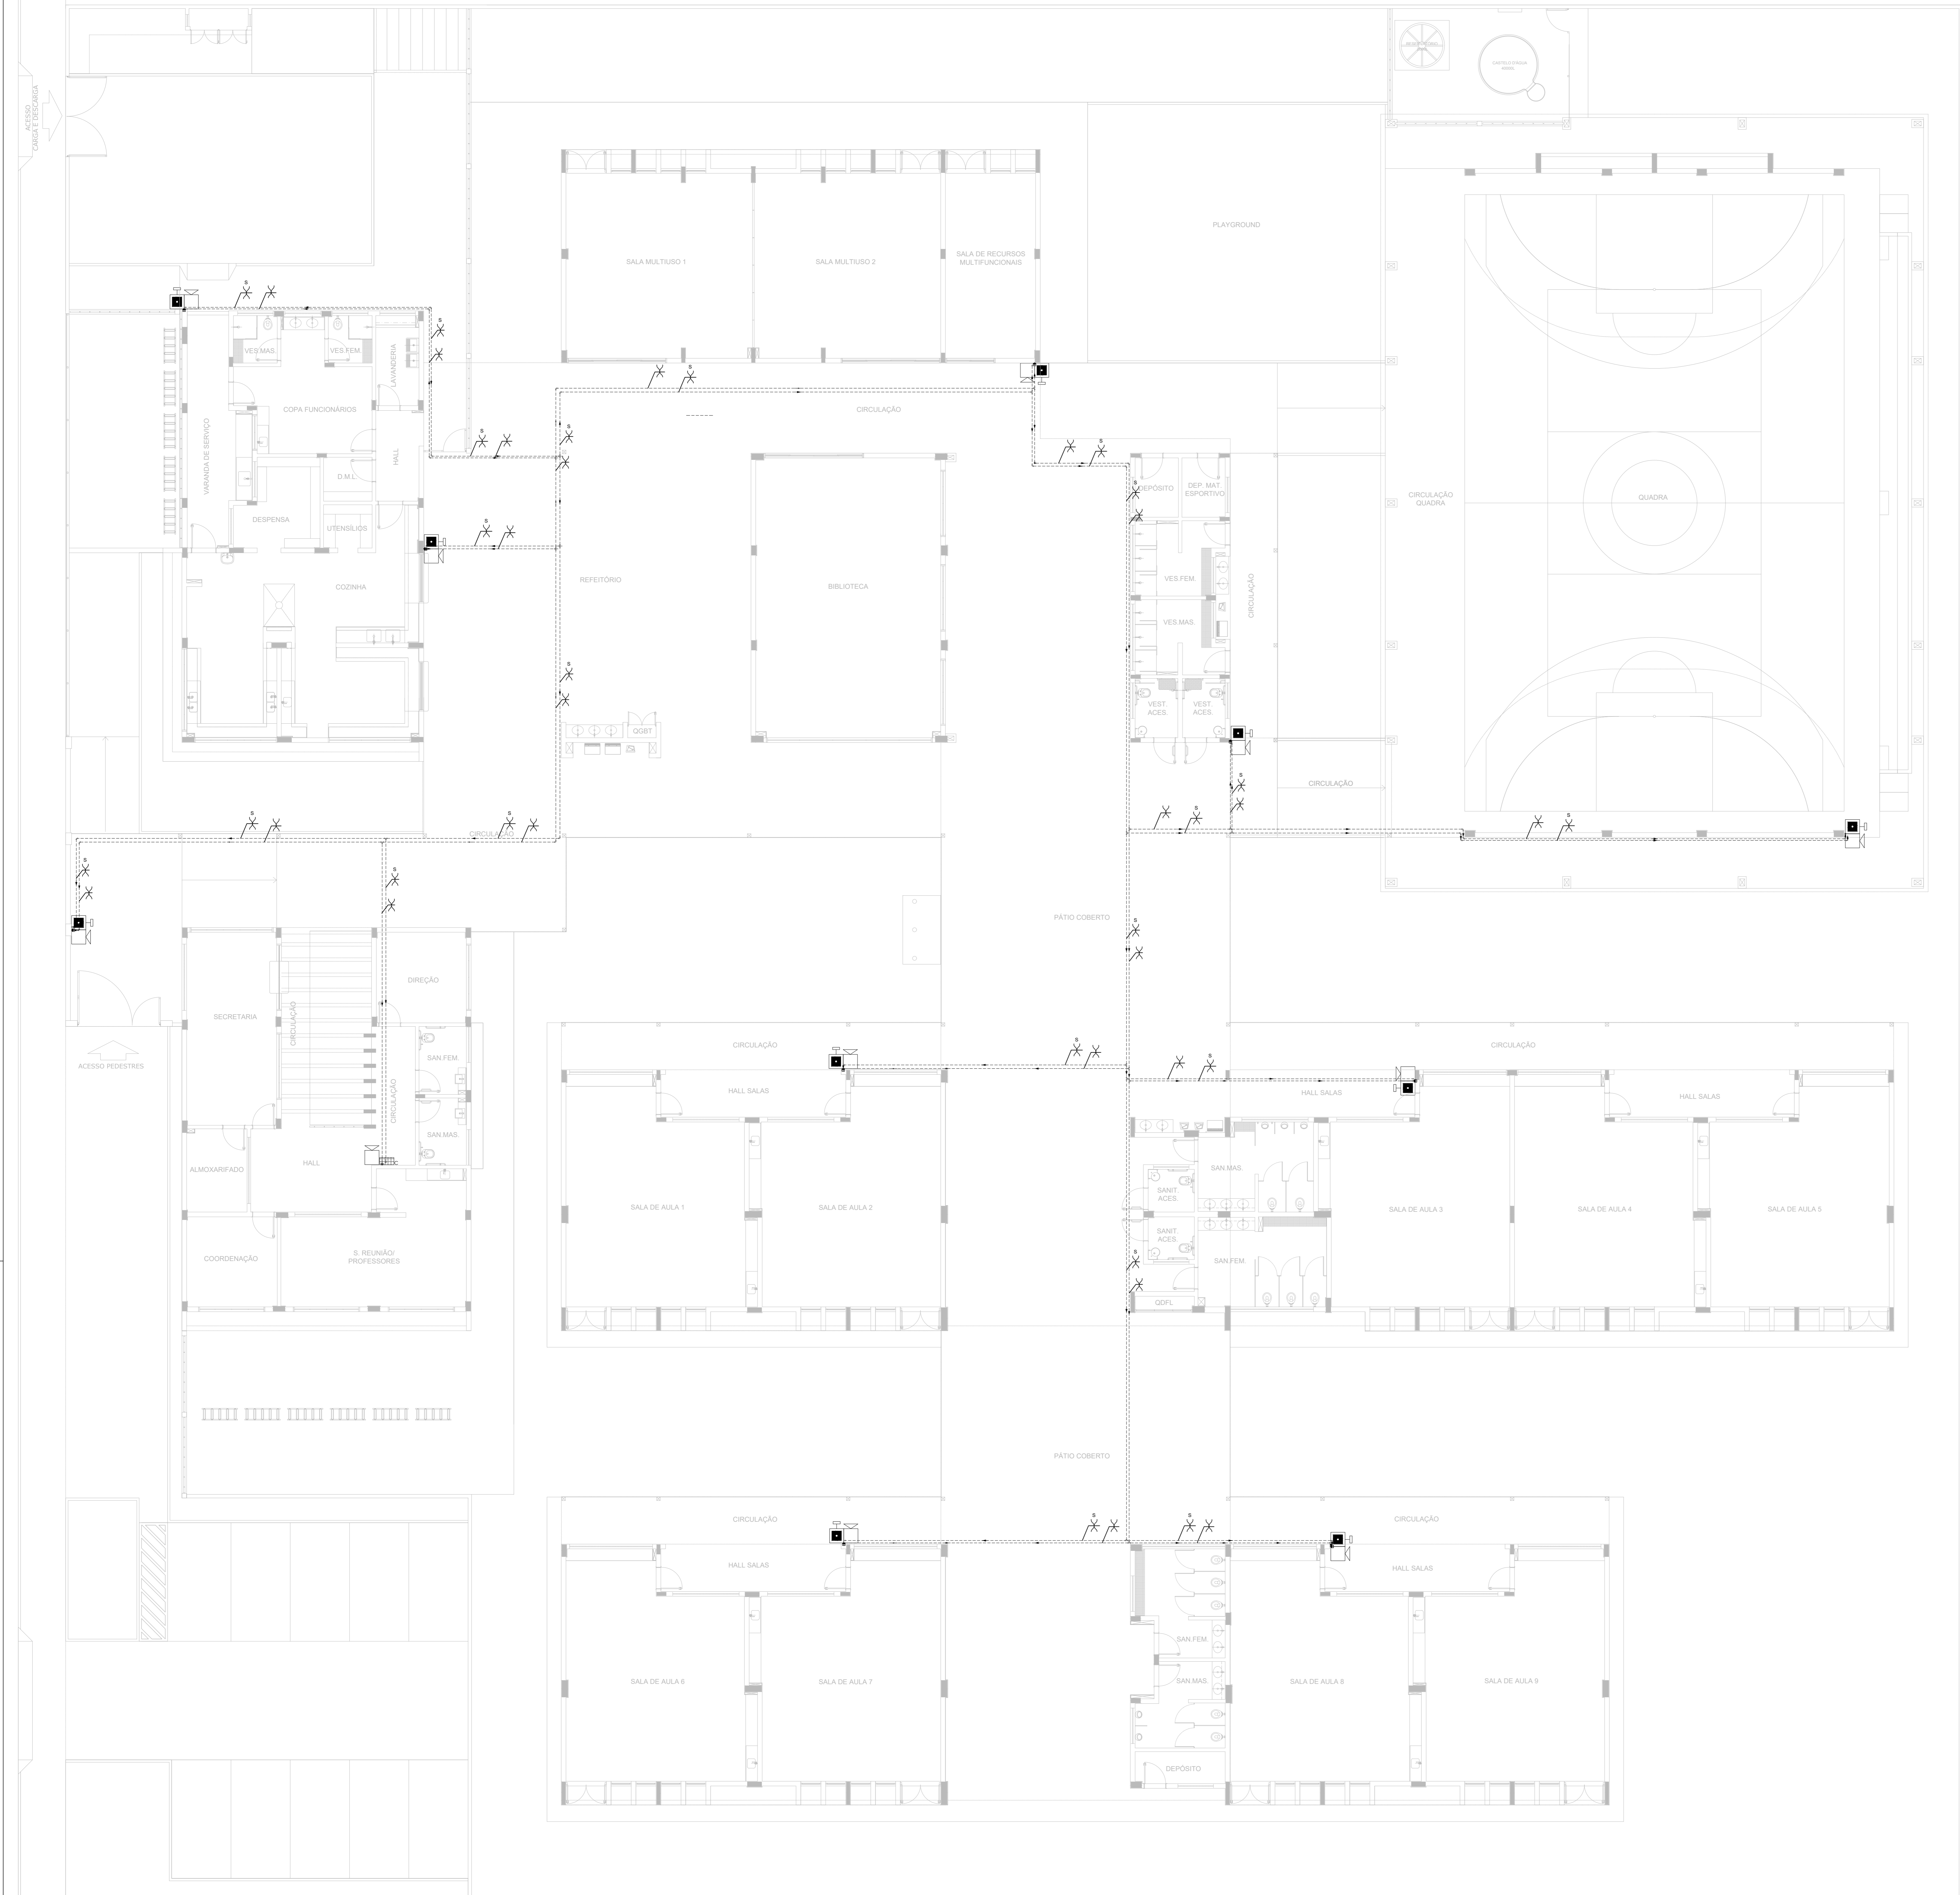 ACESSO
CARGA E DESCARGA
CASTELO D'ÁGUA
PLAYGROUND
SALA MULTIUSO 1
SALA MULTIUSO 2
SALA DE RECURSOS
MULTIFUNCIONAIS
S
S
VES.MAS.
VES.FEM.
LAVANDERIA
S
S
COPA FUNCIONÁRIOS
CIRCULAÇÃO
VARANDA DE SERVIÇO
HALL
S
S
S
D.M.L.
DESPENSA
UTENSÍLIOS
S
DEPÓSITO
DEP. MAT.
ESPORTIVO
S
CIRCULAÇÃO
QUADRA
QUADRA
COZINHA
REFEITÓRIO
BIBLIOTECA
VES.FEM.
CIRCULAÇÃO
VES.MAS.
S
VEST.
ACES.
VEST.
ACES.
QGBT
S
CIRCULAÇÃO
S
S
CIRCULAÇÃO
S
S
S
S
PÁTIO COBERTO
S
DIREÇÃO
SECRETARIA
CIRCULAÇÃO
CIRCULAÇÃO
CIRCULAÇÃO
S
S
SAN.FEM.
ACESSO PEDESTRES
HALL SALAS
HALL SALAS
HALL SALAS
CIRCULAÇÃO
SAN.MAS.
ALMOXARIFADO
HALL
SAN.MAS.
SANIT.
ACES.
SALA DE AULA 1
SALA DE AULA 2
SALA DE AULA 3
SALA DE AULA 4
SALA DE AULA 5
SANIT.
ACES.
COORDENAÇÃO
S. REUNIÃO/
PROFESSORES
S
SAN.FEM.
QDFL
PÁTIO COBERTO
CIRCULAÇÃO
S
S
CIRCULAÇÃO
HALL SALAS
HALL SALAS
SAN.FEM.
SALA DE AULA 6
SALA DE AULA 7
SAN.MAS.
SALA DE AULA 8
SALA DE AULA 9
DEPÓSITO